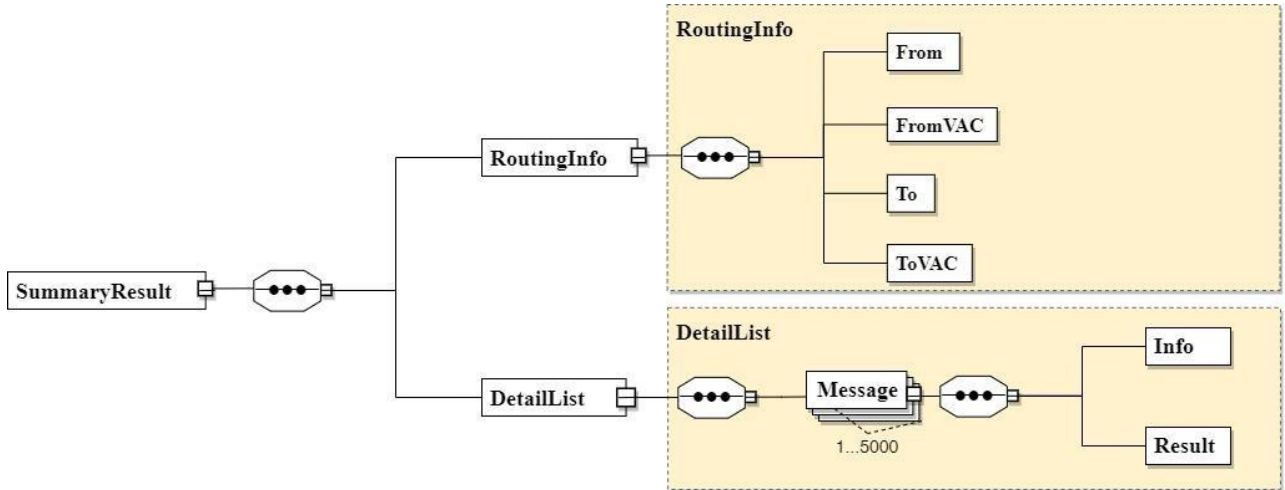 RoutingInfo
From
FromVAC
RoutingInfo
To
ToVAC
SummaryResult
DetailList
Info
DetailList
Message
Result
1...5000